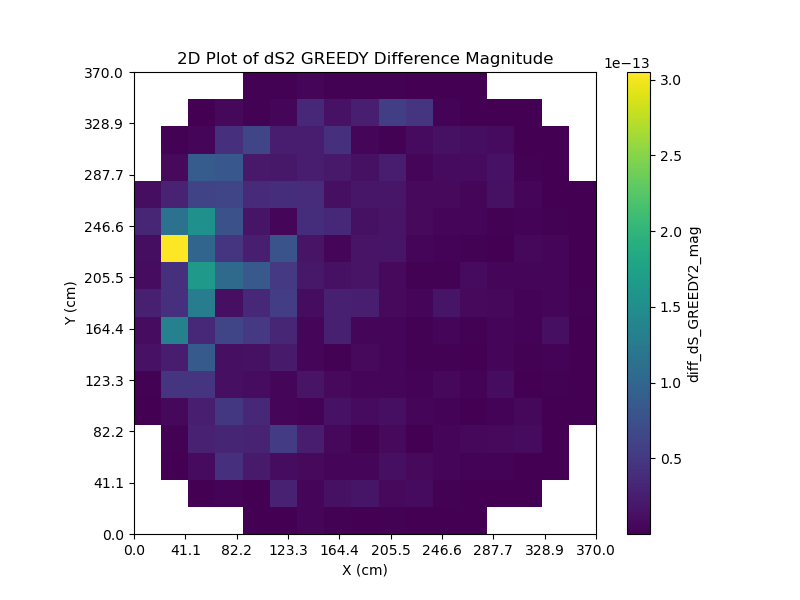 2D Plot of dS2 GREEDY Difference Magnitude
1e−13
370.0
328.9
287.7
246.6
205.5
164.4
123.3
82.2
41.1
0.0
Y (cm)
0.0 41.1 82.2 123.3 164.4 205.5 246.6 287.7 328.9 370.0
X (cm)
3.0
2.5
2.0
1.5
1.0
0.5
diff_dS_GREEDY2_mag